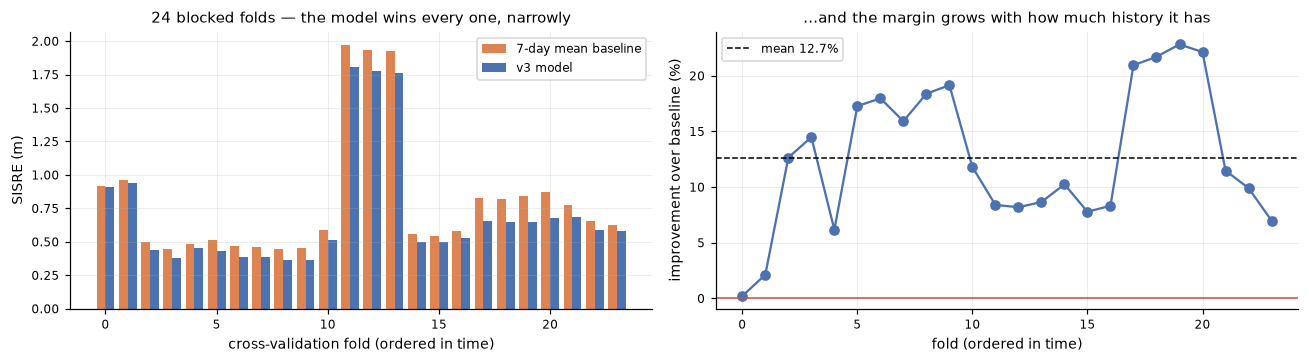 24 blocked folds — the model wins every one, narrowly
7-day mean baseline
v3 model
SISRE (m)
2.00
1.75
1.50
1.25
1.00
0.75
0.50
0.25
0.00
0 5 10 15 20
cross-validation fold (ordered in time)
...and the margin grows with how much history it has
mean 12.7%
improvement over baseline (%)
20
15
10
5
0
0 5 10 15 20
fold (ordered in time)